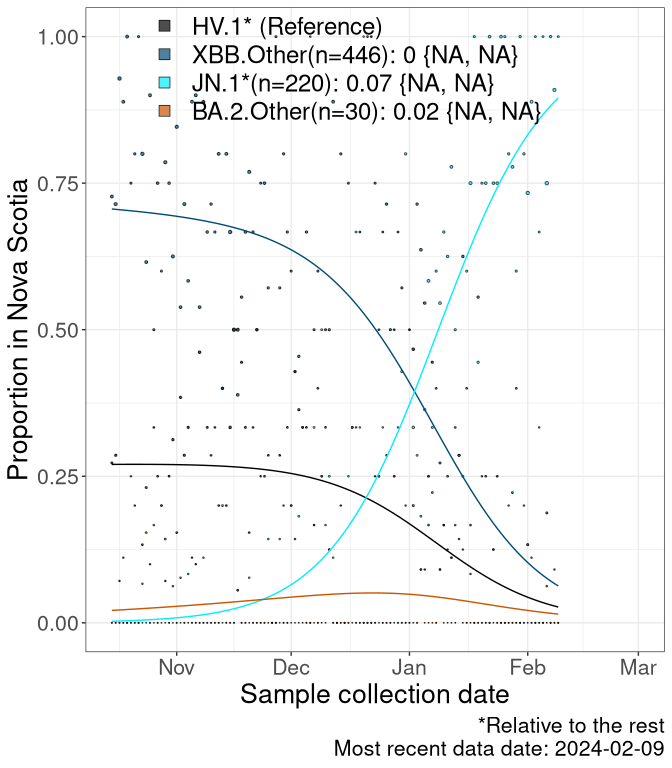 1.00
0.75
0.50
0.25
0.00
Proportion in Nova Scotia
HV.1* (Reference)
XBB.Other(n=446): 0 {NA, NA}
JN.1*(n=220): 0.07 {NA, NA}
BA.2.Other(n=30): 0.02 {NA, NA}
Nov Dec Jan Feb Mar
Sample collection date
*Relative to the rest
Most recent data date: 2024-02-09